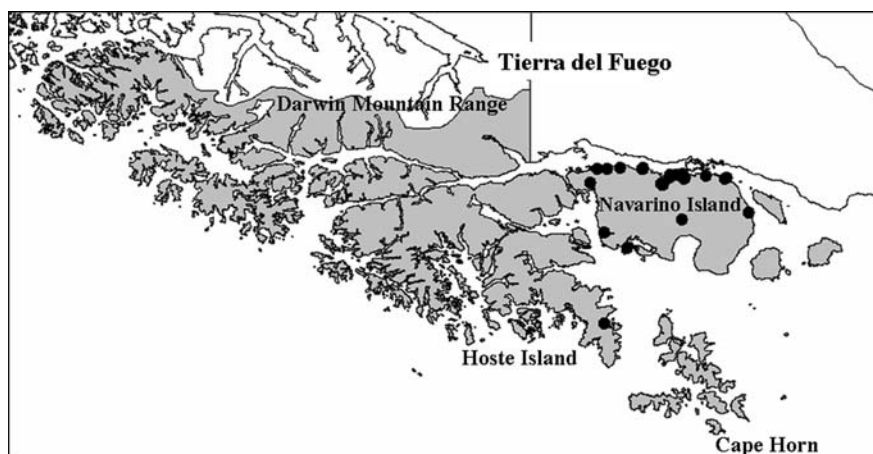 Tierra del Fuego
Darwin Mountain Range
Navarino Island
Hoste Island
Cape Horn